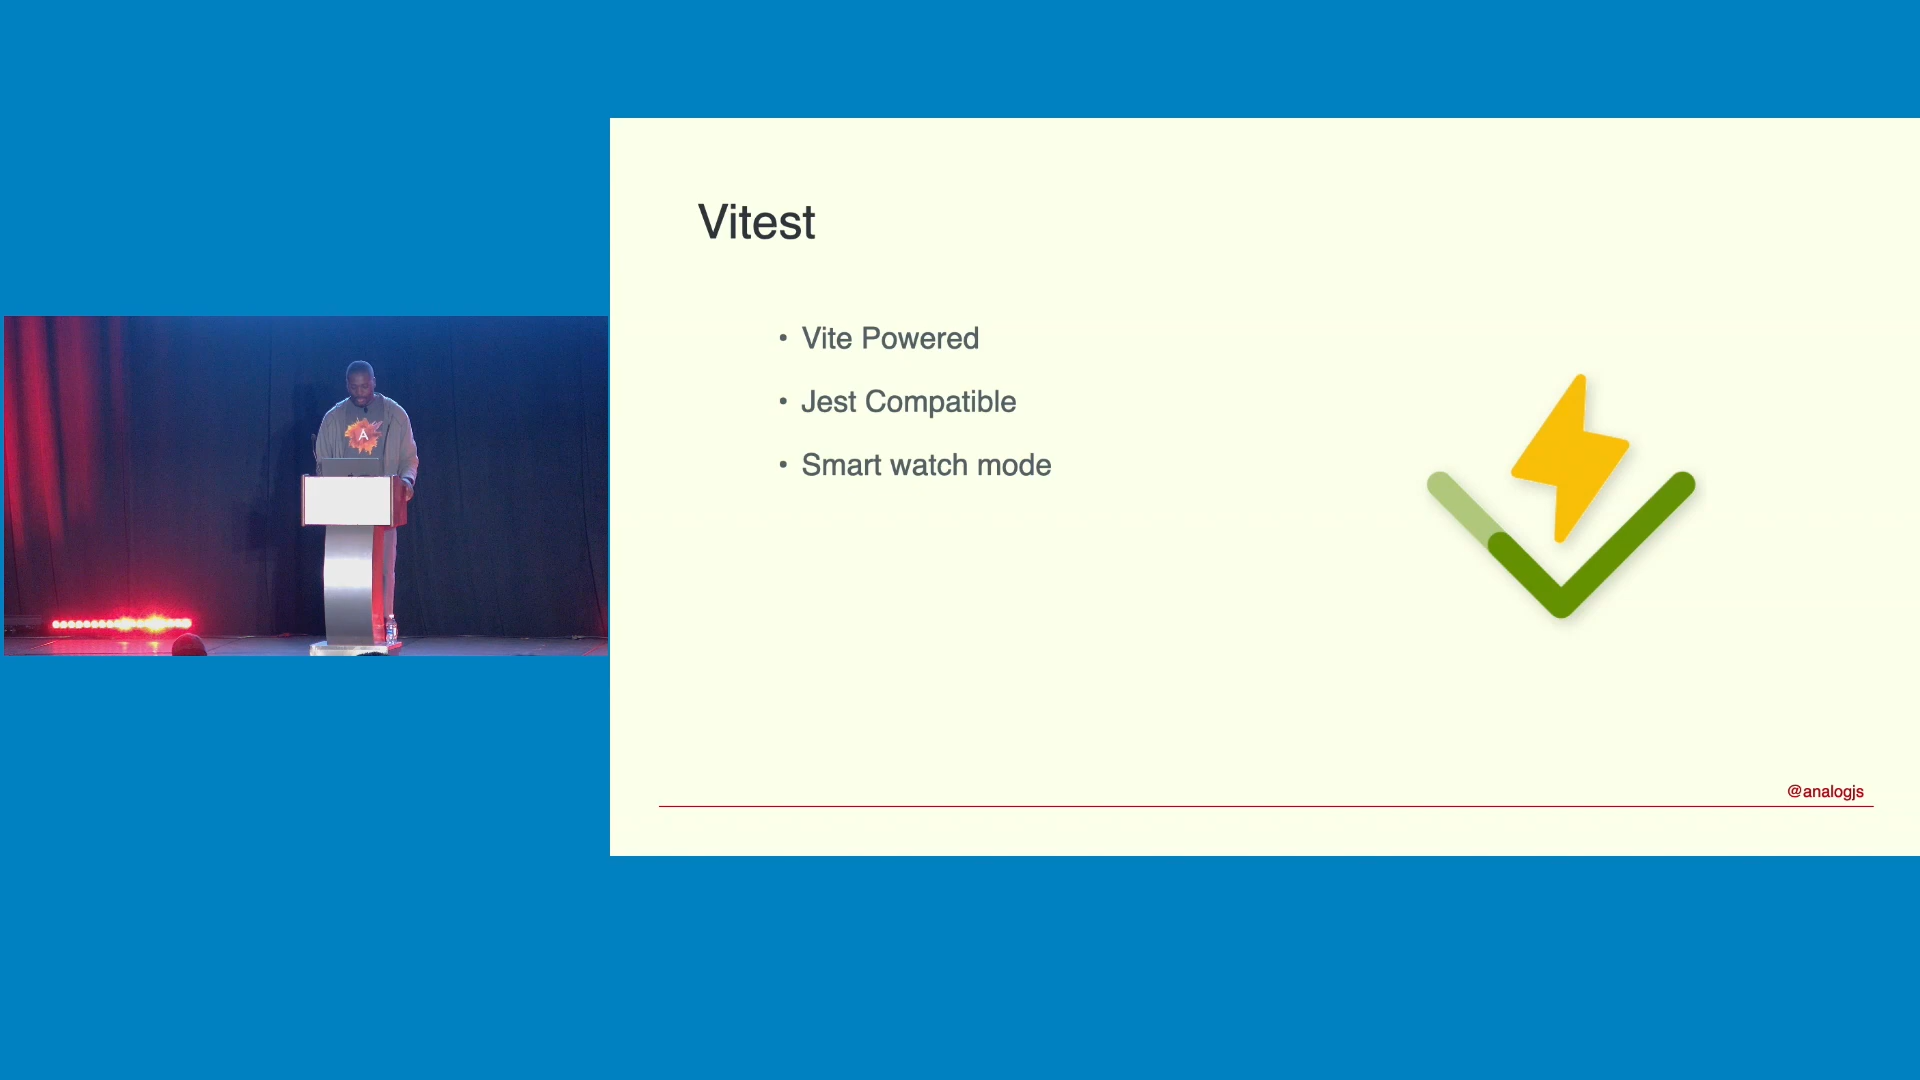 Vitest
• Vite Powered
• Jest Compatible
• Smart watch mode
@analogjs
A